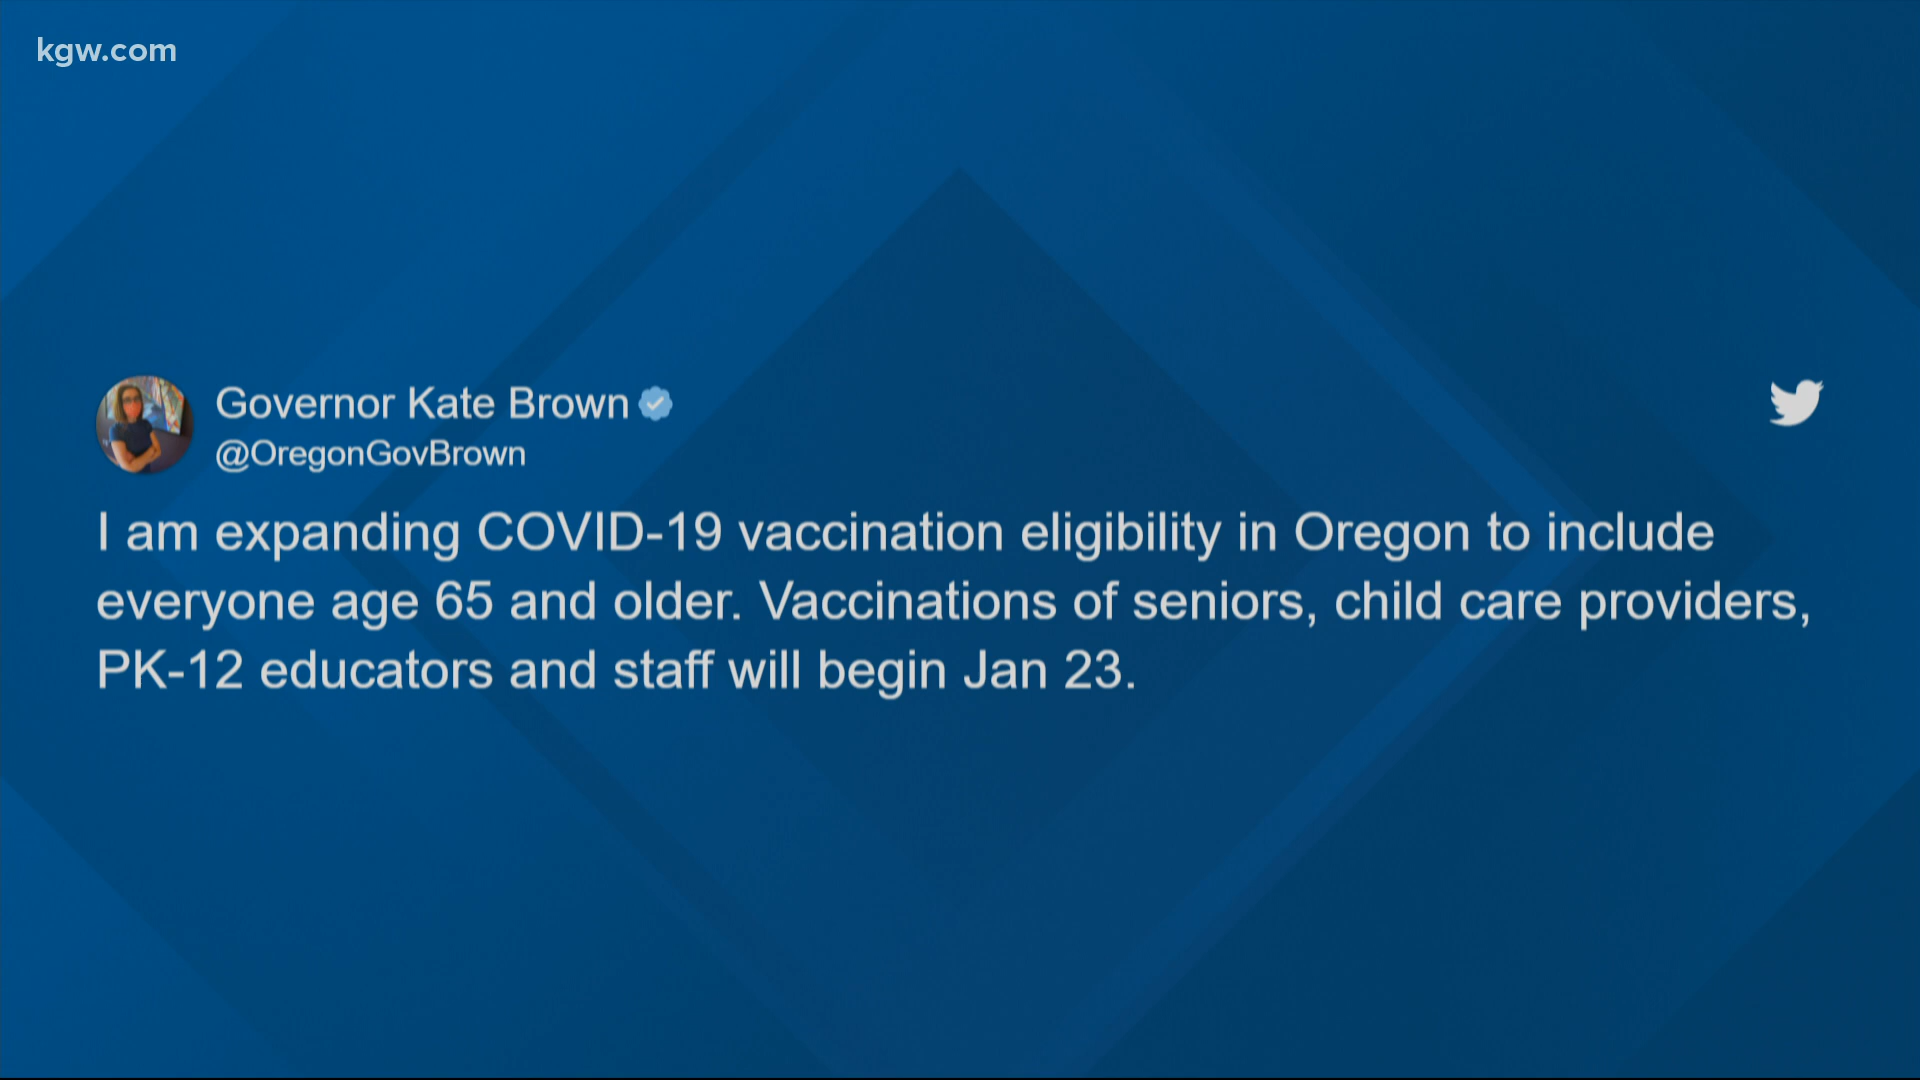 kgw.com
Governor Kate Brown
@OregonGovBrown
I am expanding COVID-19 vaccination eligibility in Oregon to include
everyone age 65 and older. Vaccinations of seniors, child care providers,
PK-12 educators and staff will begin Jan 23.